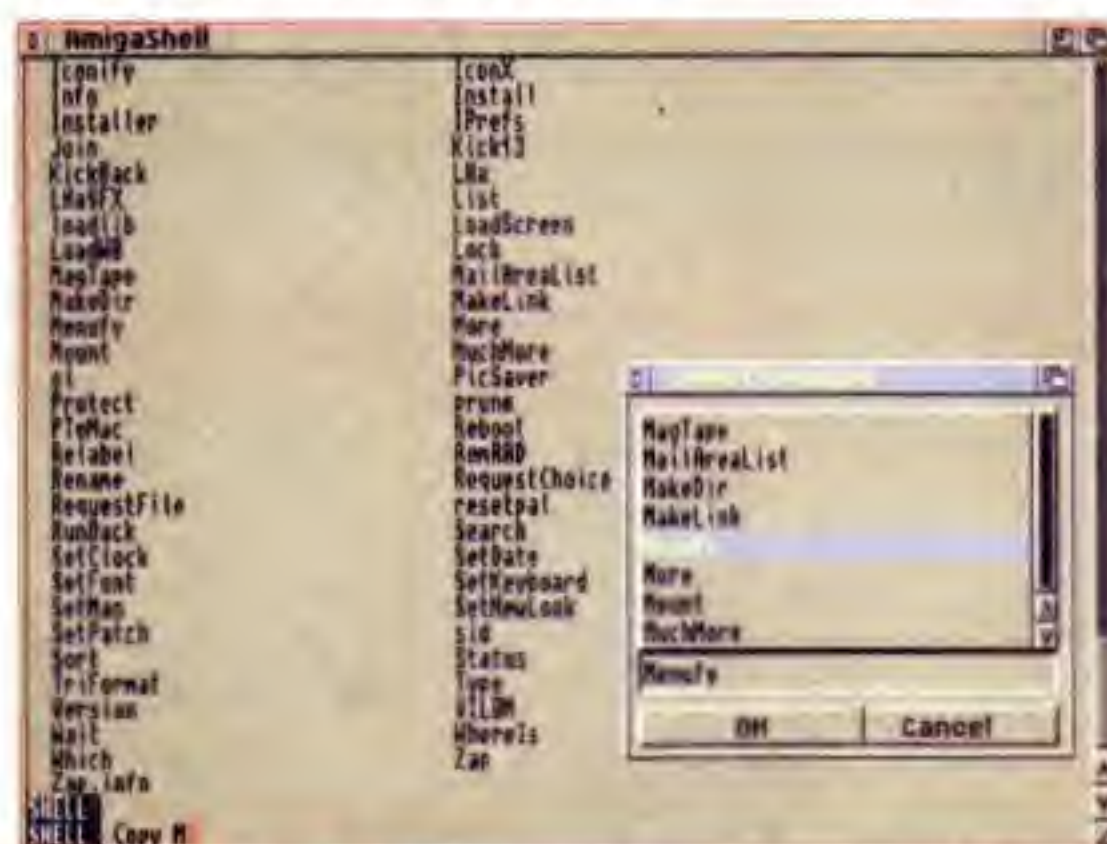 AmigaShell
Iconify IconX
Info Install
Installer IPrefs
Join Kick13
KickBack LHa
LHaSFX List
loadlib LoadScreen
LoadWB Lock
MagTape MailAreaList
MakeDir MakeLink
Menufy More
Mount MuchMore
PicSaver
Protect prune
Reboot
Relabel RemRAD
Rename RequestChoice
RequestFile resetpal
RunBack Search
SetClock SetDate
SetFont SetKeyboard
SetMap SetNewLook
SetPatch sid
Sort Status
TriFormat Type
Version
Wait WhereIs
Which Zap
Zap.info
SHELL
SHELL Copy M
MagTape
MailAreaList
MakeDir
MakeLink
More
Mount
MuchMore
Menufy
OK Cancel